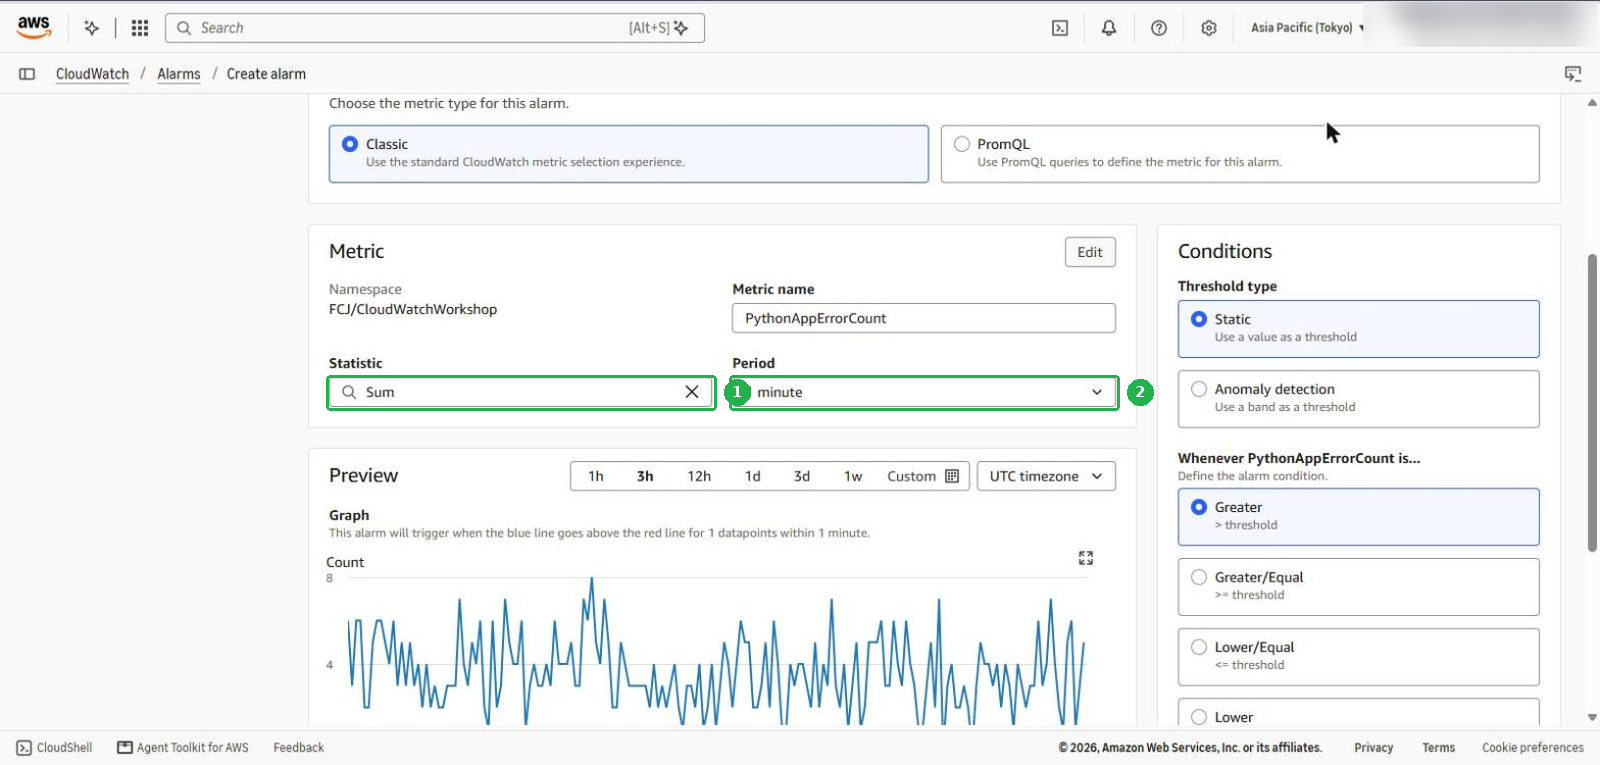 aws
Search [Alt+S]
Asia Pacific (Tokyo)
CloudWatch / Alarms / Create alarm
Choose the metric type for this alarm.
Classic
Use the standard CloudWatch metric selection experience.
PromQL
Use PromQL queries to define the metric for this alarm.
Metric
Edit
Namespace
FCJ/CloudWatchWorkshop
Metric name
PythonAppErrorCount
Statistic
Sum
1
Period
minute
2
Preview
1h 3h 12h 1d 3d 1w Custom
UTC timezone
Graph
This alarm will trigger when the blue line goes above the red line for 1 datapoints within 1 minute.
Count
8
4
Conditions
Threshold type
Static
Use a value as a threshold
Anomaly detection
Use a band as a threshold
Whenever PythonAppErrorCount is...
Define the alarm condition.
Greater
> threshold
Greater/Equal
>= threshold
Lower/Equal
<= threshold
Lower
CloudShell Agent Toolkit for AWS Feedback
© 2026, Amazon Web Services, Inc. or its affiliates. Privacy Terms Cookie preferences